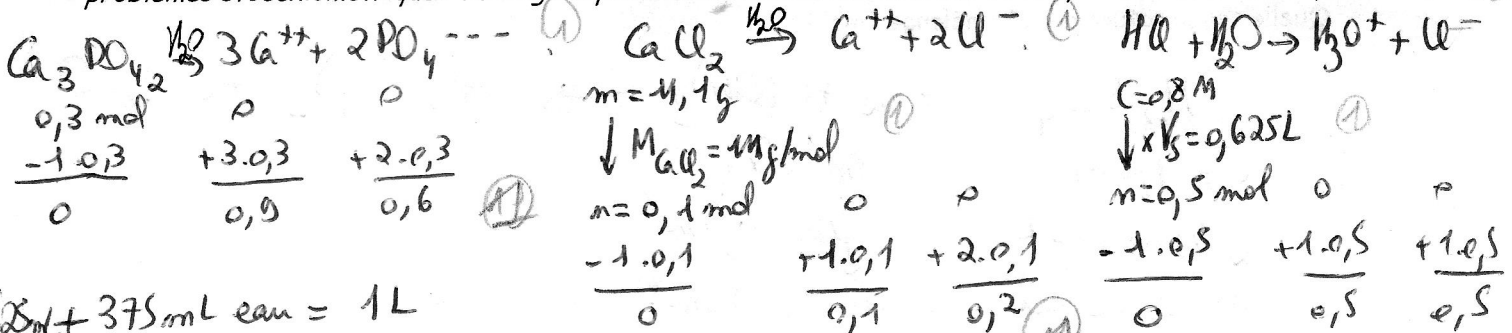 Ca₃PO₄₂ H₂O→ 3Ca⁺⁺ + 2PO₄⁻⁻⁻ ①
0,3 mol 0 0
-1.0,3 +3.0,3 +2.0,3
0 0,9 0,6
CaCl₂ H₂O→ Ca⁺⁺ + 2Cl⁻. ①
m = 11,1g
↓ M CaCl₂ = 111g/mol ①
n = 0,1 mol 0 0
-1.0,1 +1.0,1 +2.0,1
0 0,1 0,2 ①
HCl + H₂O → H₃O⁺ + Cl⁻
C=0,8 M
↓ x Vs = 0,625L ①
n=0,5 mol 0 0
-1.0,5 +1.0,5 +1.0,5
0 0,5 0,5
+ 375 mL eau = 1L